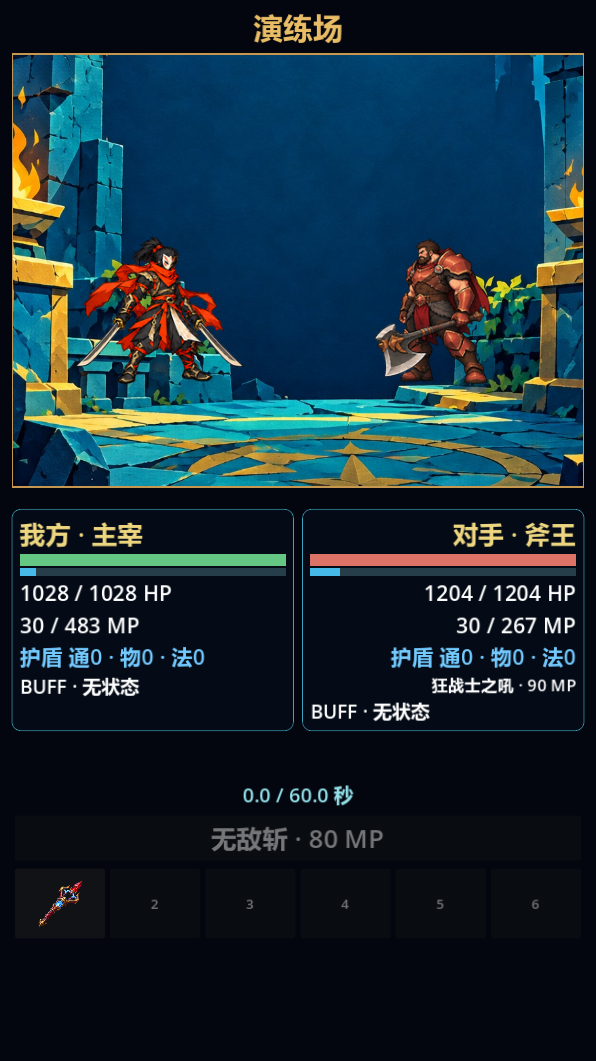 演练场
我方 · 主宰
1028 / 1028 HP
30 / 483 MP
护盾 通0 · 物0 · 法0
BUFF · 无状态
对手 · 斧王
1204 / 1204 HP
30 / 267 MP
护盾 通0 · 物0 · 法0
狂战士之吼 · 90 MP
BUFF · 无状态
0.0 / 60.0 秒
无敌斩 · 80 MP
2
3
4
5
6